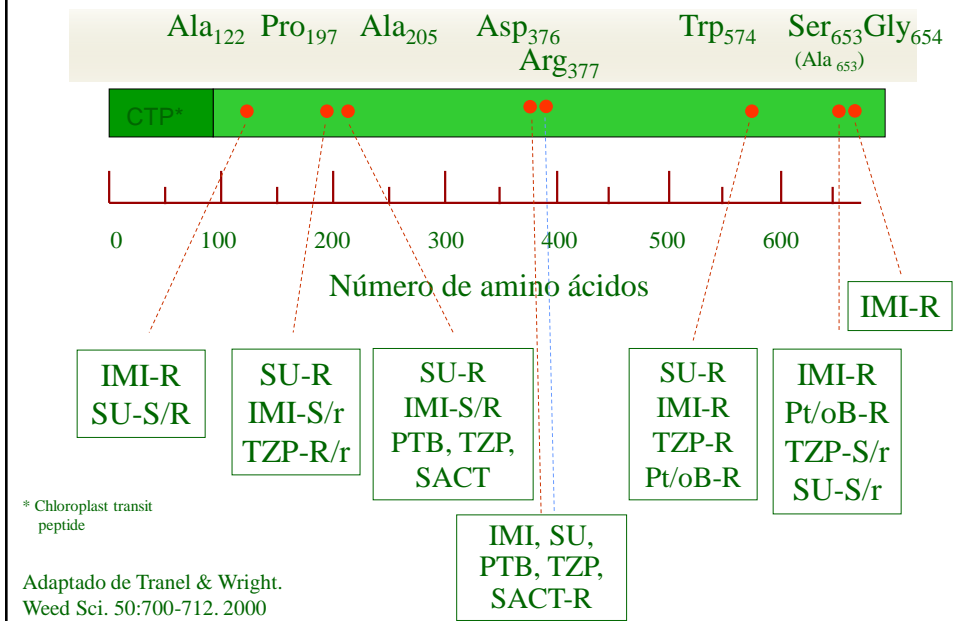 Ala122 Pro197 Ala205 Asp376 Trp574 Ser653Gly654
Arg377 (Ala 653)
CTP*
0 100 200 300 400 500 600
Número de amino ácidos
IMI-R
IMI-R
SU-S/R
SU-R
IMI-S/r
TZP-R/r
SU-R
IMI-S/R
PTB, TZP,
SACT
SU-R
IMI-R
TZP-R
Pt/oB-R
IMI-R
Pt/oB-R
TZP-S/r
SU-S/r
IMI, SU,
PTB, TZP,
SACT-R
* Chloroplast transit
peptide
Adaptado de Tranel & Wright.
Weed Sci. 50:700-712. 2000